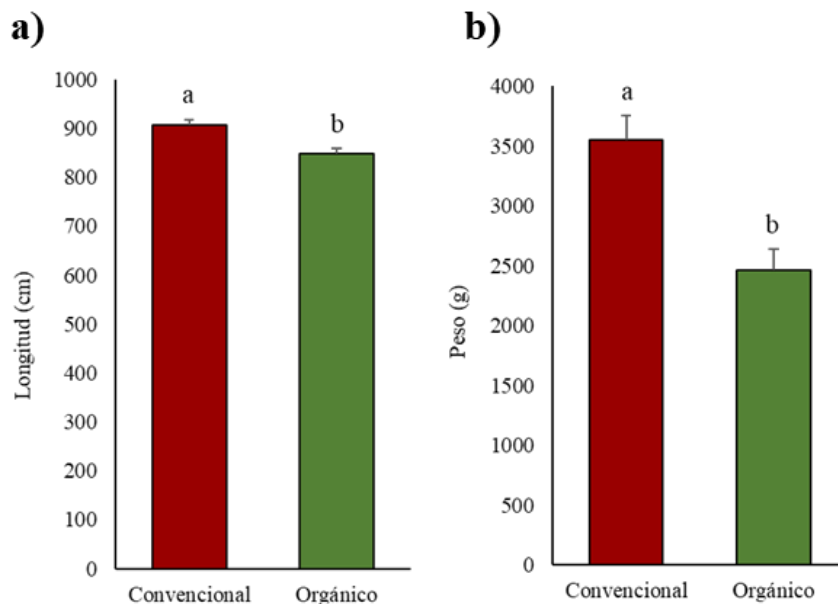 a)
1000
900
800
700
600
500
400
300
200
100
0
Longitud (cm)
a
b
Convencional
Orgánico
b)
4000
3500
3000
2500
2000
1500
1000
500
0
Peso (g)
a
b
Convencional
Orgánico